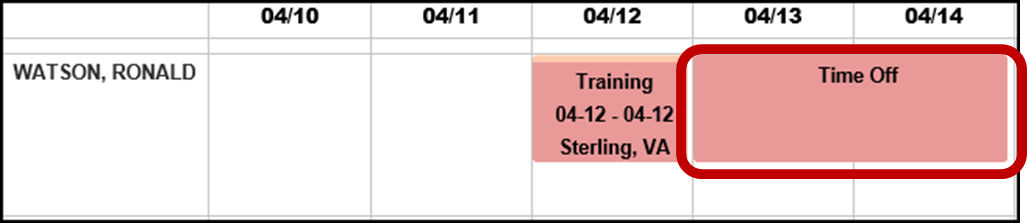 04/10 04/11 04/12 04/13 04/14
WATSON, RONALD
Training
04-12 - 04-12
Sterling, VA
Time Off